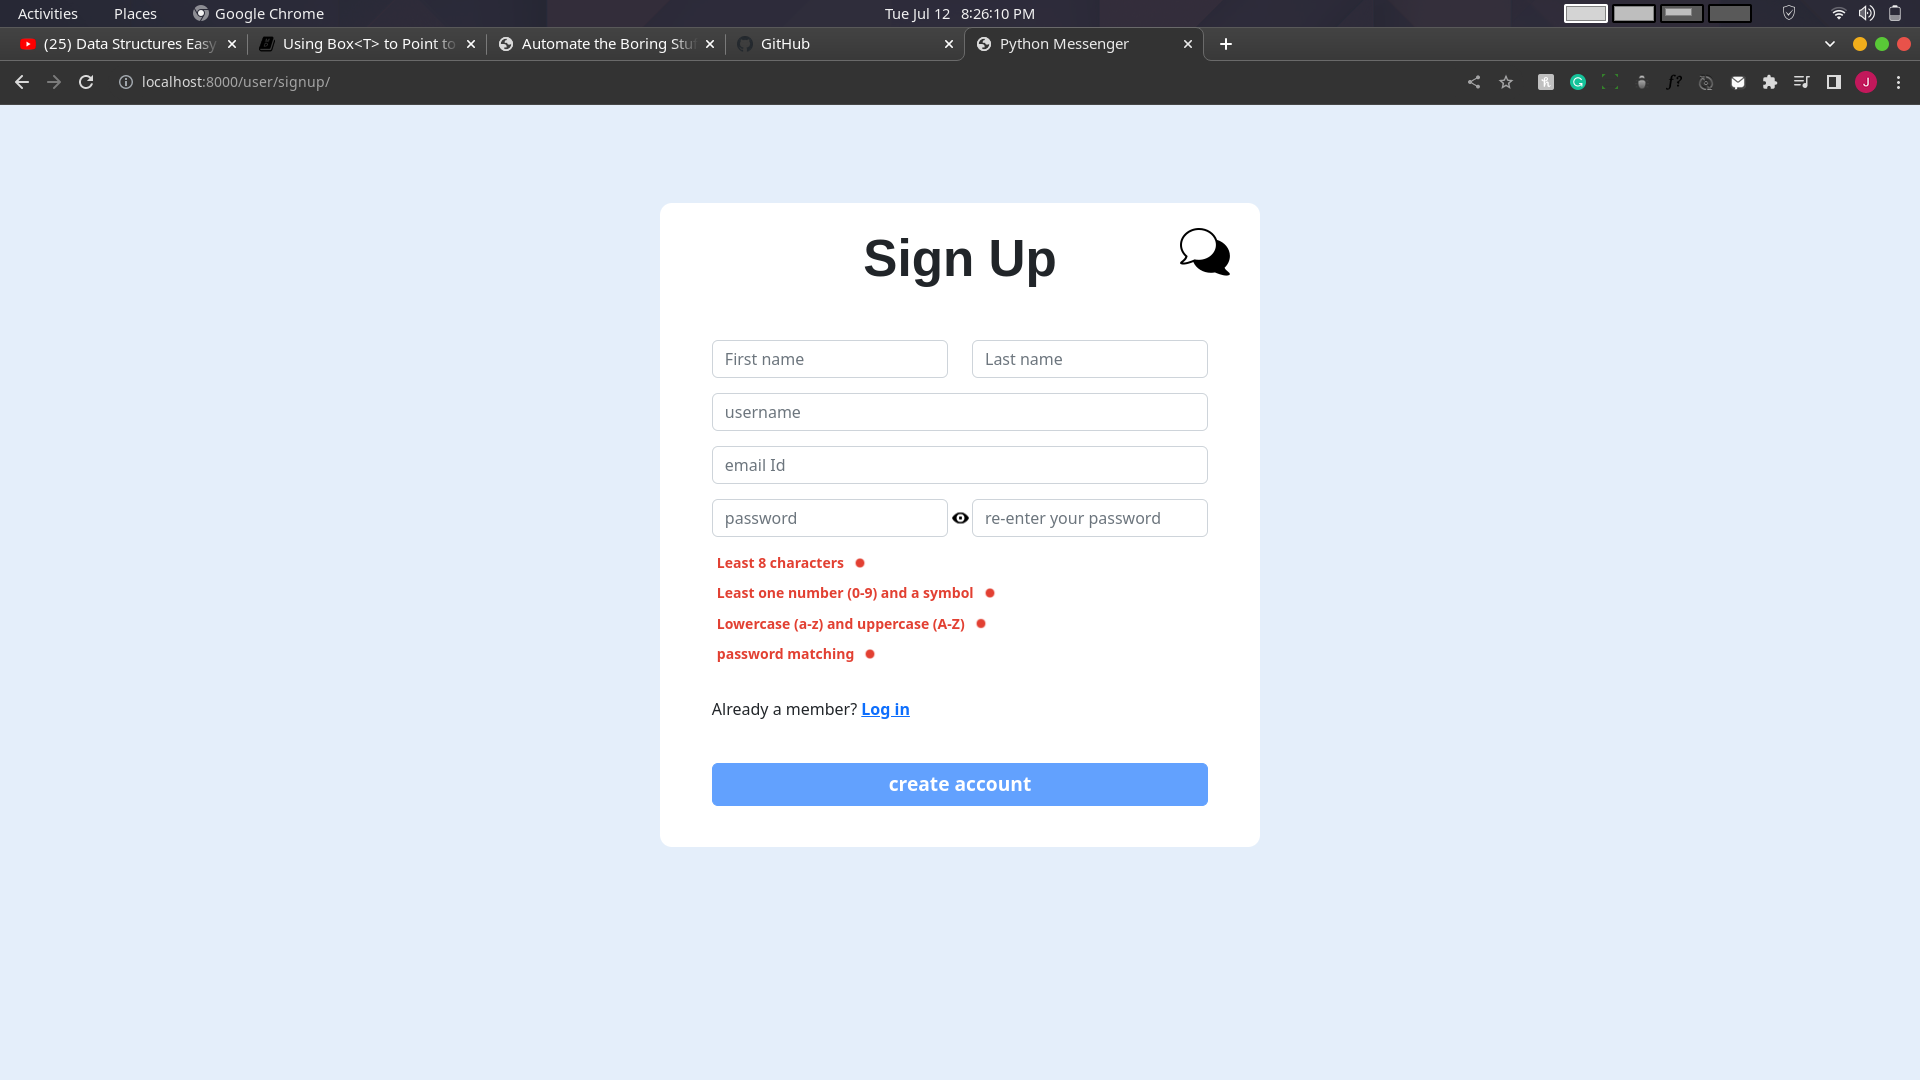 Activities Places Google Chrome Tue Jul 12 8:26:10 PM
(25) Data Structures Easy Using Box<T> to Point to Automate the Boring Stu GitHub Python Messenger
localhost:8000/user/signup/ f? J
Sign Up
First name Last name
username
email Id
password re-enter your password
Least 8 characters
Least one number (0-9) and a symbol
Lowercase (a-z) and uppercase (A-Z)
password matching
Already a member? Log in
create account